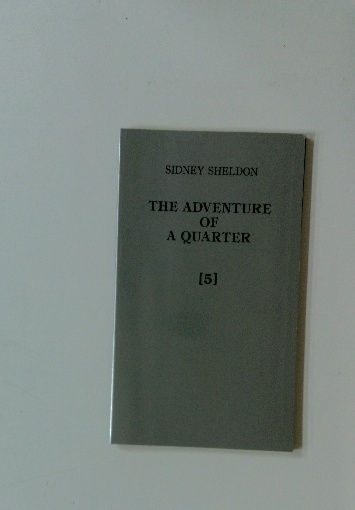 SIDNEY SHELDON
THE ADVENTURE
OF
A QUARTER
[5]